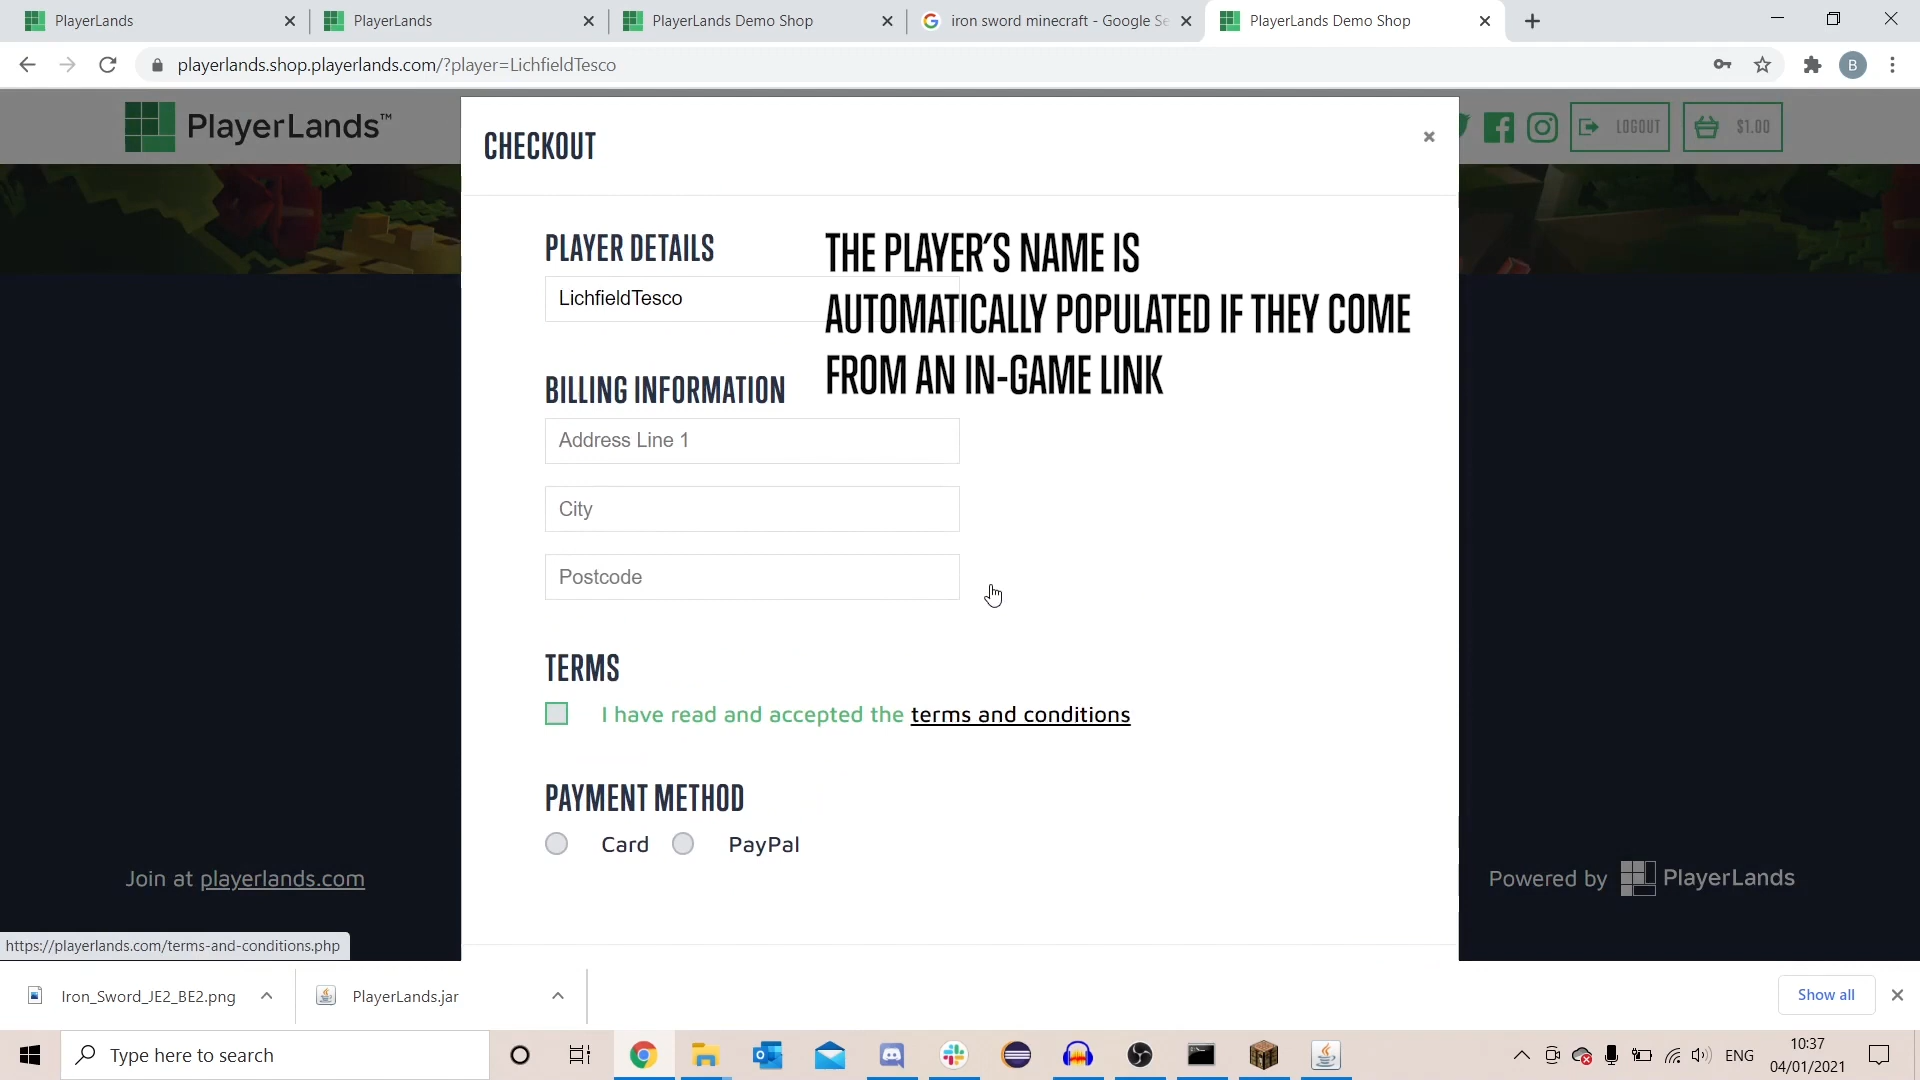 PlayerLands
PlayerLands
PlayerLands Demo Shop
iron sword minecraft - Google Se
PlayerLands Demo Shop
playerlands.shop.playerlands.com/?player=LichfieldTesco
B
PlayerLands™
CHECKOUT
LOGOUT
$1.00
PLAYER DETAILS
LichfieldTesco
THE PLAYER'S NAME IS
AUTOMATICALLY POPULATED IF THEY COME
FROM AN IN-GAME LINK
BILLING INFORMATION
Address Line 1
City
Postcode
TERMS
I have read and accepted the terms and conditions
PAYMENT METHOD
Card
PayPal
Join at playerlands.com
Powered by PlayerLands
https://playerlands.com/terms-and-conditions.php
Iron_Sword_JE2_BE2.png
PlayerLands.jar
Show all
Type here to search
ENG
10:37
04/01/2021